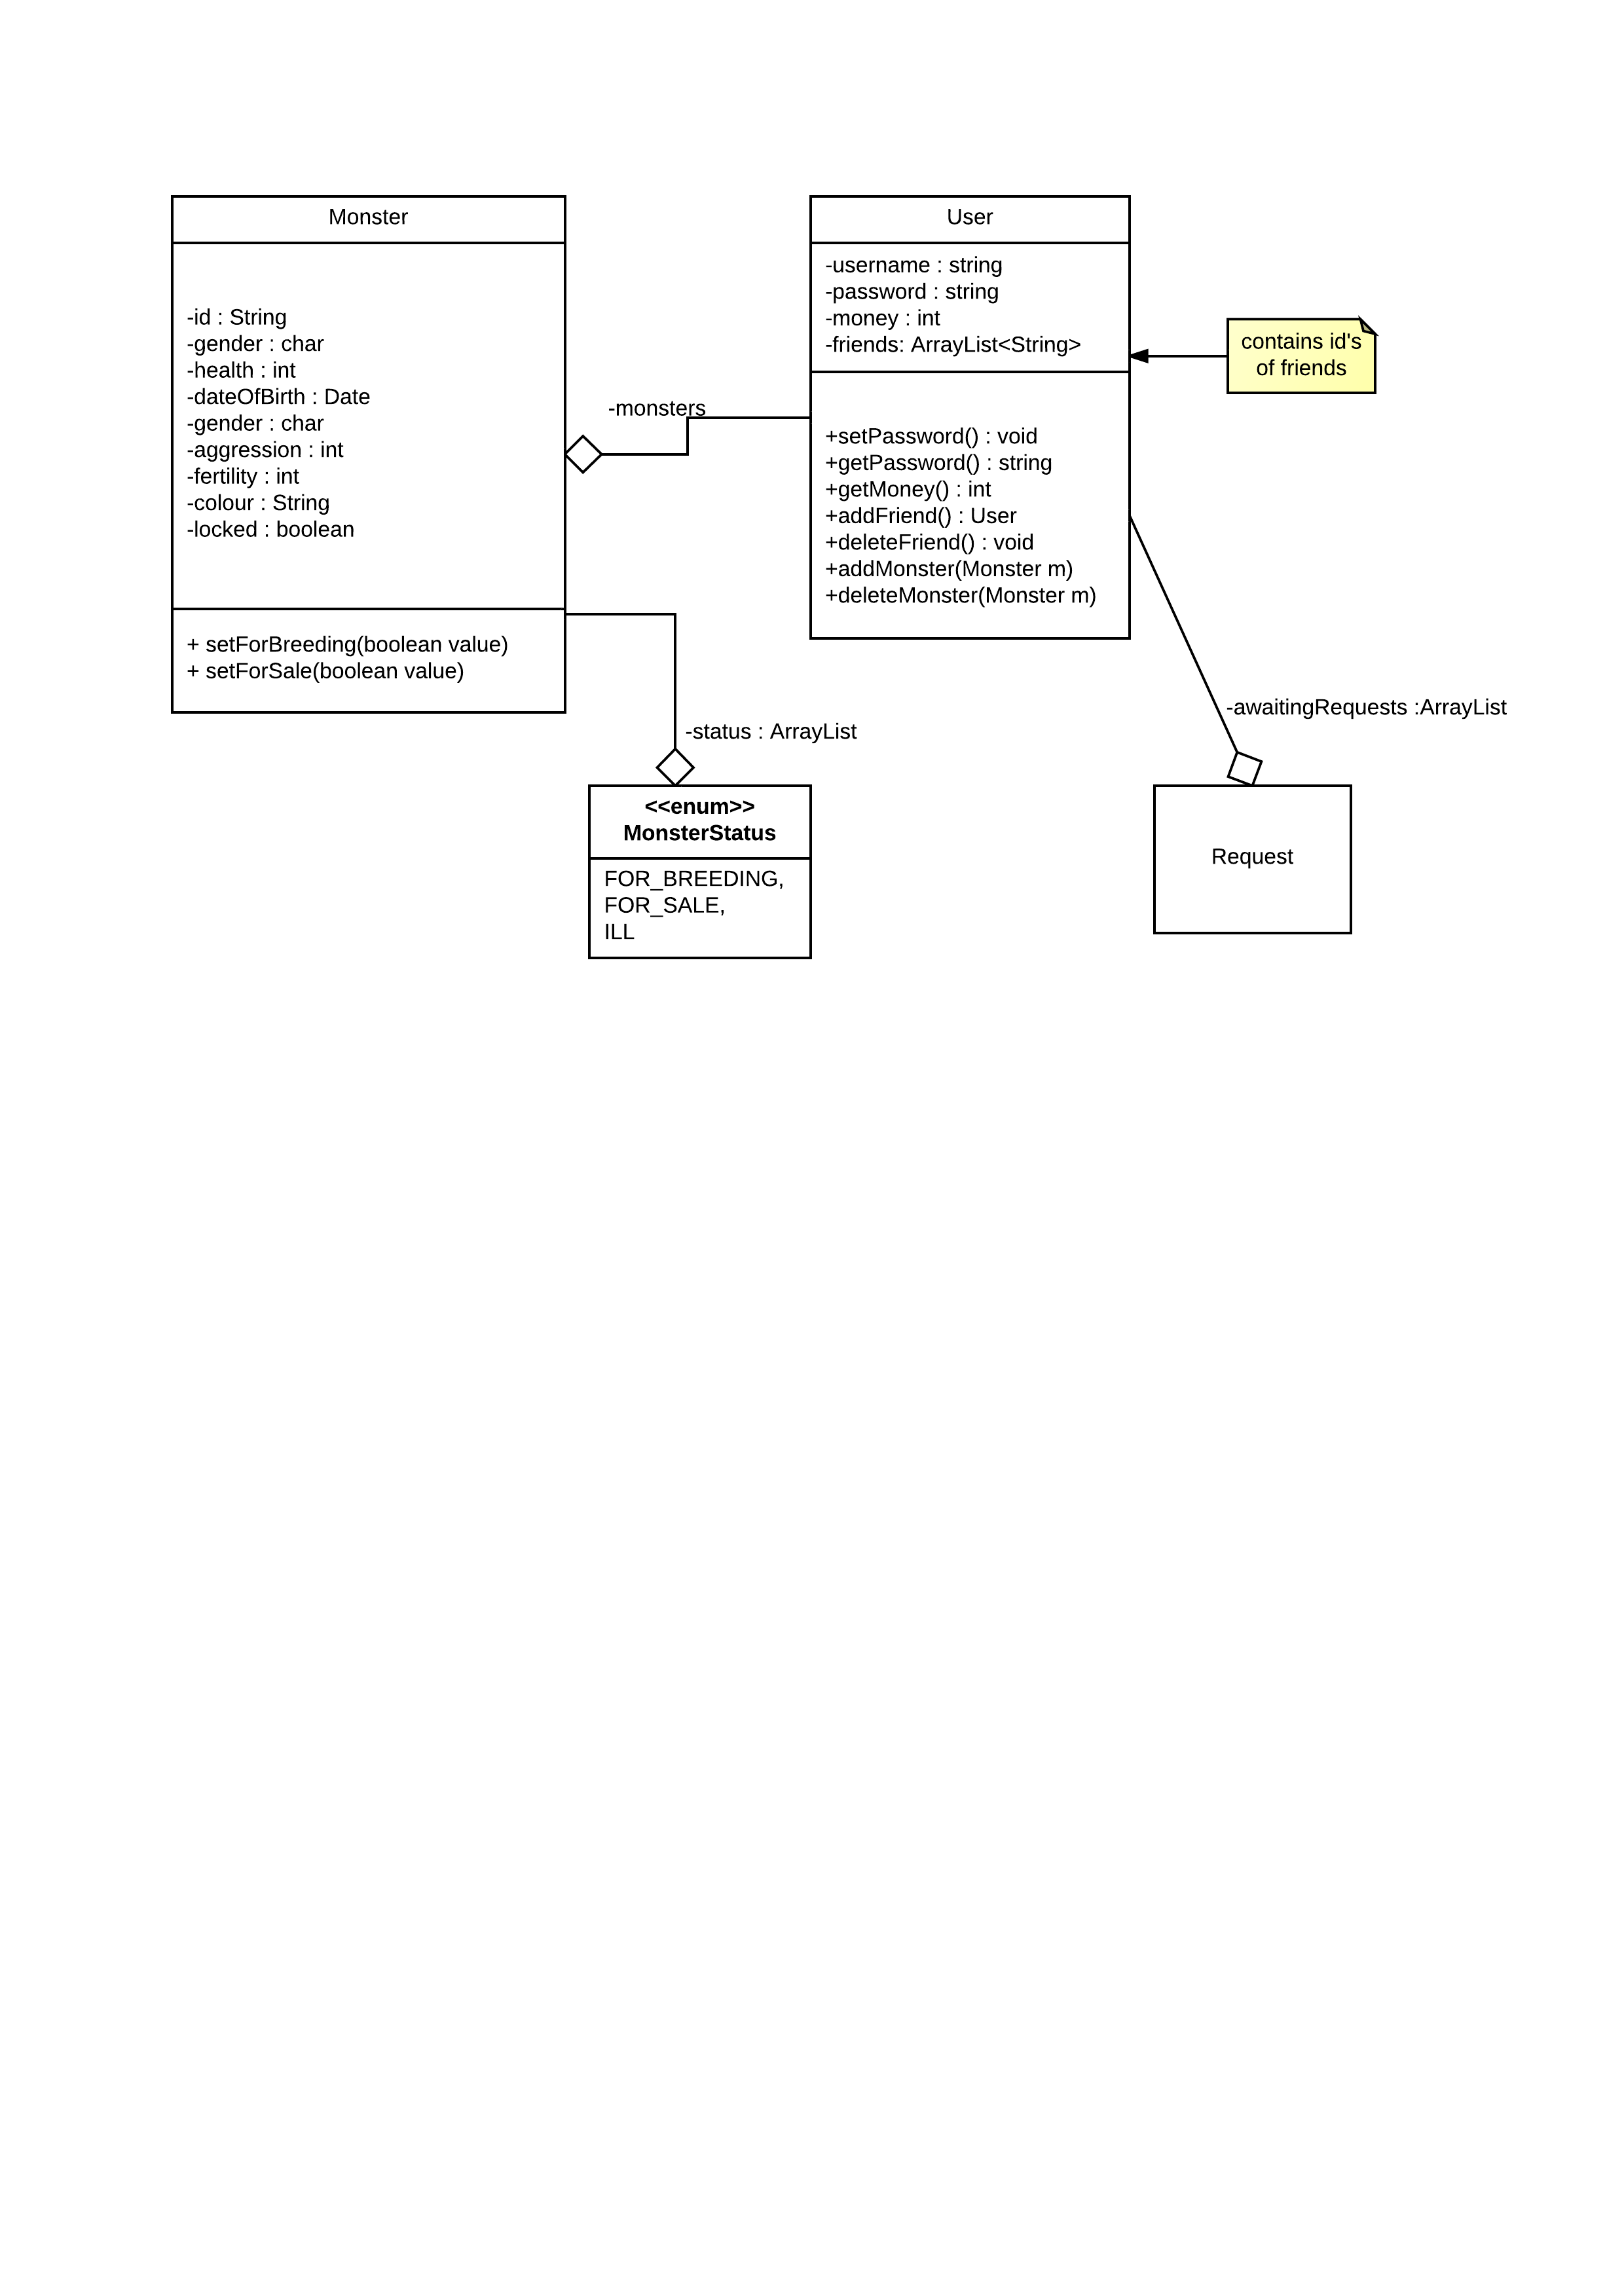 Monster
-id : String
-gender : char
-health : int
-dateOfBirth : Date
-gender : char
-aggression : int
-fertility : int
-colour : String
-locked : boolean
+ setForBreeding(boolean value)
+ setForSale(boolean value)
-monsters
User
-username : string
-password : string
-money : int
-friends: ArrayList<String>
+setPassword() : void
+getPassword() : string
+getMoney() : int
+addFriend() : User
+deleteFriend() : void
+addMonster(Monster m)
+deleteMonster(Monster m)
contains id's
of friends
-status : ArrayList
<<enum>>
MonsterStatus
FOR_BREEDING,
FOR_SALE,
ILL
-awaitingRequests :ArrayList
Request